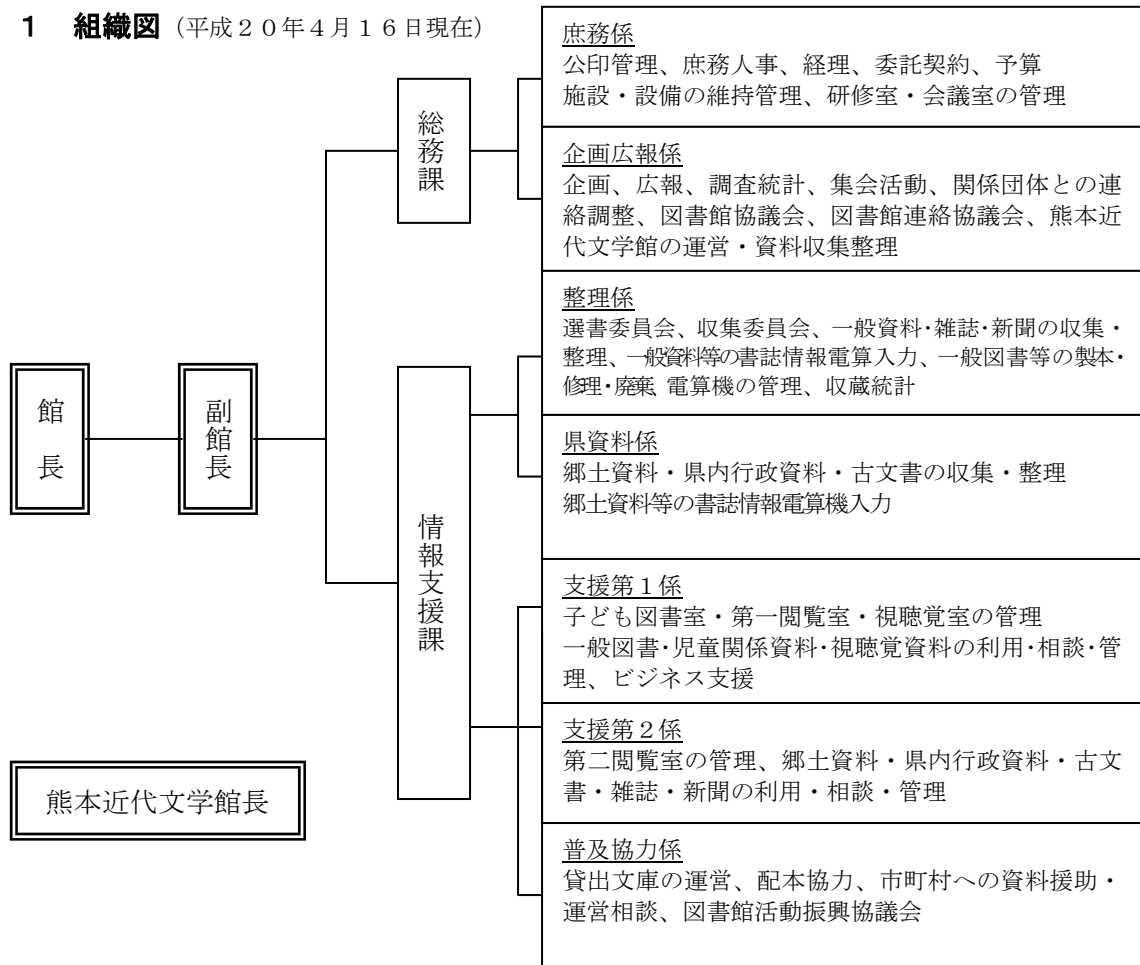 1 組織図（平成２０年４月１６日現在）
館長
副館長
総務課
情報支援課
熊本近代文学館長
庶務係
公印管理、庶務人事、経理、委託契約、予算
施設・設備の維持管理、研修室・会議室の管理
企画広報係
企画、広報、調査統計、集会活動、関係団体との連
絡調整、図書館協議会、図書館連絡協議会、熊本近
代文学館の運営・資料収集整理
整理係
選書委員会、収集委員会、一般資料・雑誌・新聞の収集・
整理、一般資料等の書誌情報電算入力、一般図書等の製本・
修理・廃棄、電算機の管理、収蔵統計
県資料係
郷土資料・県内行政資料・古文書の収集・整理
郷土資料等の書誌情報電算機入力
支援第１係
子ども図書室・第一閲覧室・視聴覚室の管理
一般図書・児童関係資料・視聴覚資料の利用・相談・管
理、ビジネス支援
支援第２係
第二閲覧室の管理、郷土資料・県内行政資料・古文
書・雑誌・新聞の利用・相談・管理
普及協力係
貸出文庫の運営、配本協力、市町村への資料援助・
運営相談、図書館活動振興協議会